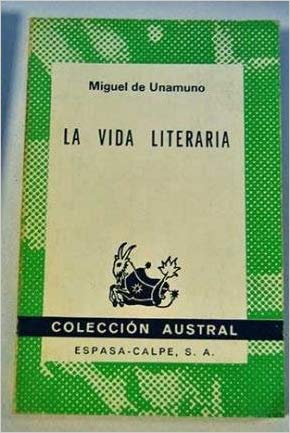 Miguel de Unamuno
LA VIDA LITERARIA
COLECCIÓN AUSTRAL
ESPASA-CALPE, S. A.